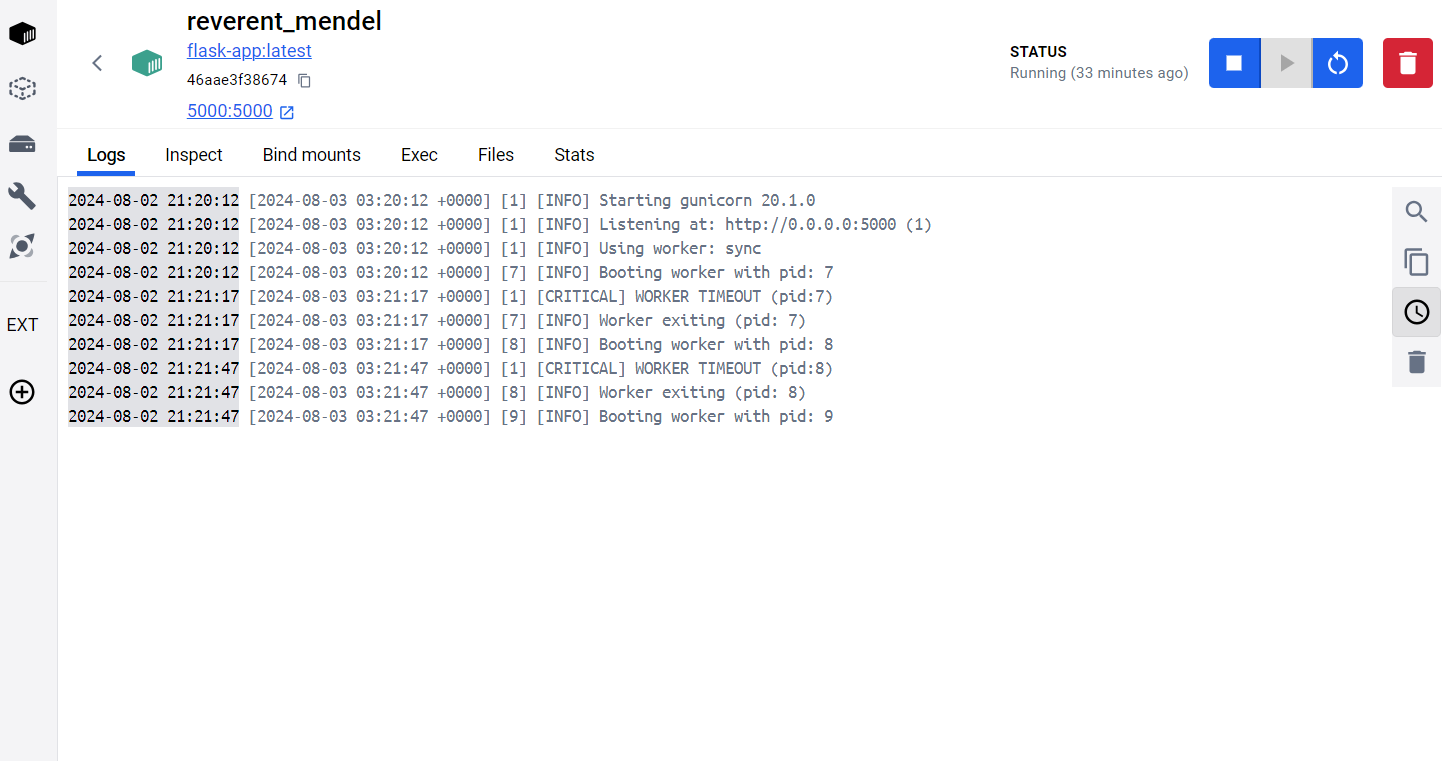 reverent_mendel
flask-app:latest
46aae3f38674
5000:5000
STATUS
Running (33 minutes ago)
Logs Inspect Bind mounts Exec Files Stats
2024-08-02 21:20:12 [2024-08-03 03:20:12 +0000] [1] [INFO] Starting gunicorn 20.1.0
2024-08-02 21:20:12 [2024-08-03 03:20:12 +0000] [1] [INFO] Listening at: http://0.0.0.0:5000 (1)
2024-08-02 21:20:12 [2024-08-03 03:20:12 +0000] [1] [INFO] Using worker: sync
2024-08-02 21:20:12 [2024-08-03 03:20:12 +0000] [7] [INFO] Booting worker with pid: 7
2024-08-02 21:21:17 [2024-08-03 03:21:17 +0000] [1] [CRITICAL] WORKER TIMEOUT (pid:7)
2024-08-02 21:21:17 [2024-08-03 03:21:17 +0000] [7] [INFO] Worker exiting (pid: 7)
2024-08-02 21:21:17 [2024-08-03 03:21:17 +0000] [8] [INFO] Booting worker with pid: 8
2024-08-02 21:21:47 [2024-08-03 03:21:47 +0000] [1] [CRITICAL] WORKER TIMEOUT (pid:8)
2024-08-02 21:21:47 [2024-08-03 03:21:47 +0000] [8] [INFO] Worker exiting (pid: 8)
2024-08-02 21:21:47 [2024-08-03 03:21:47 +0000] [9] [INFO] Booting worker with pid: 9
EXT